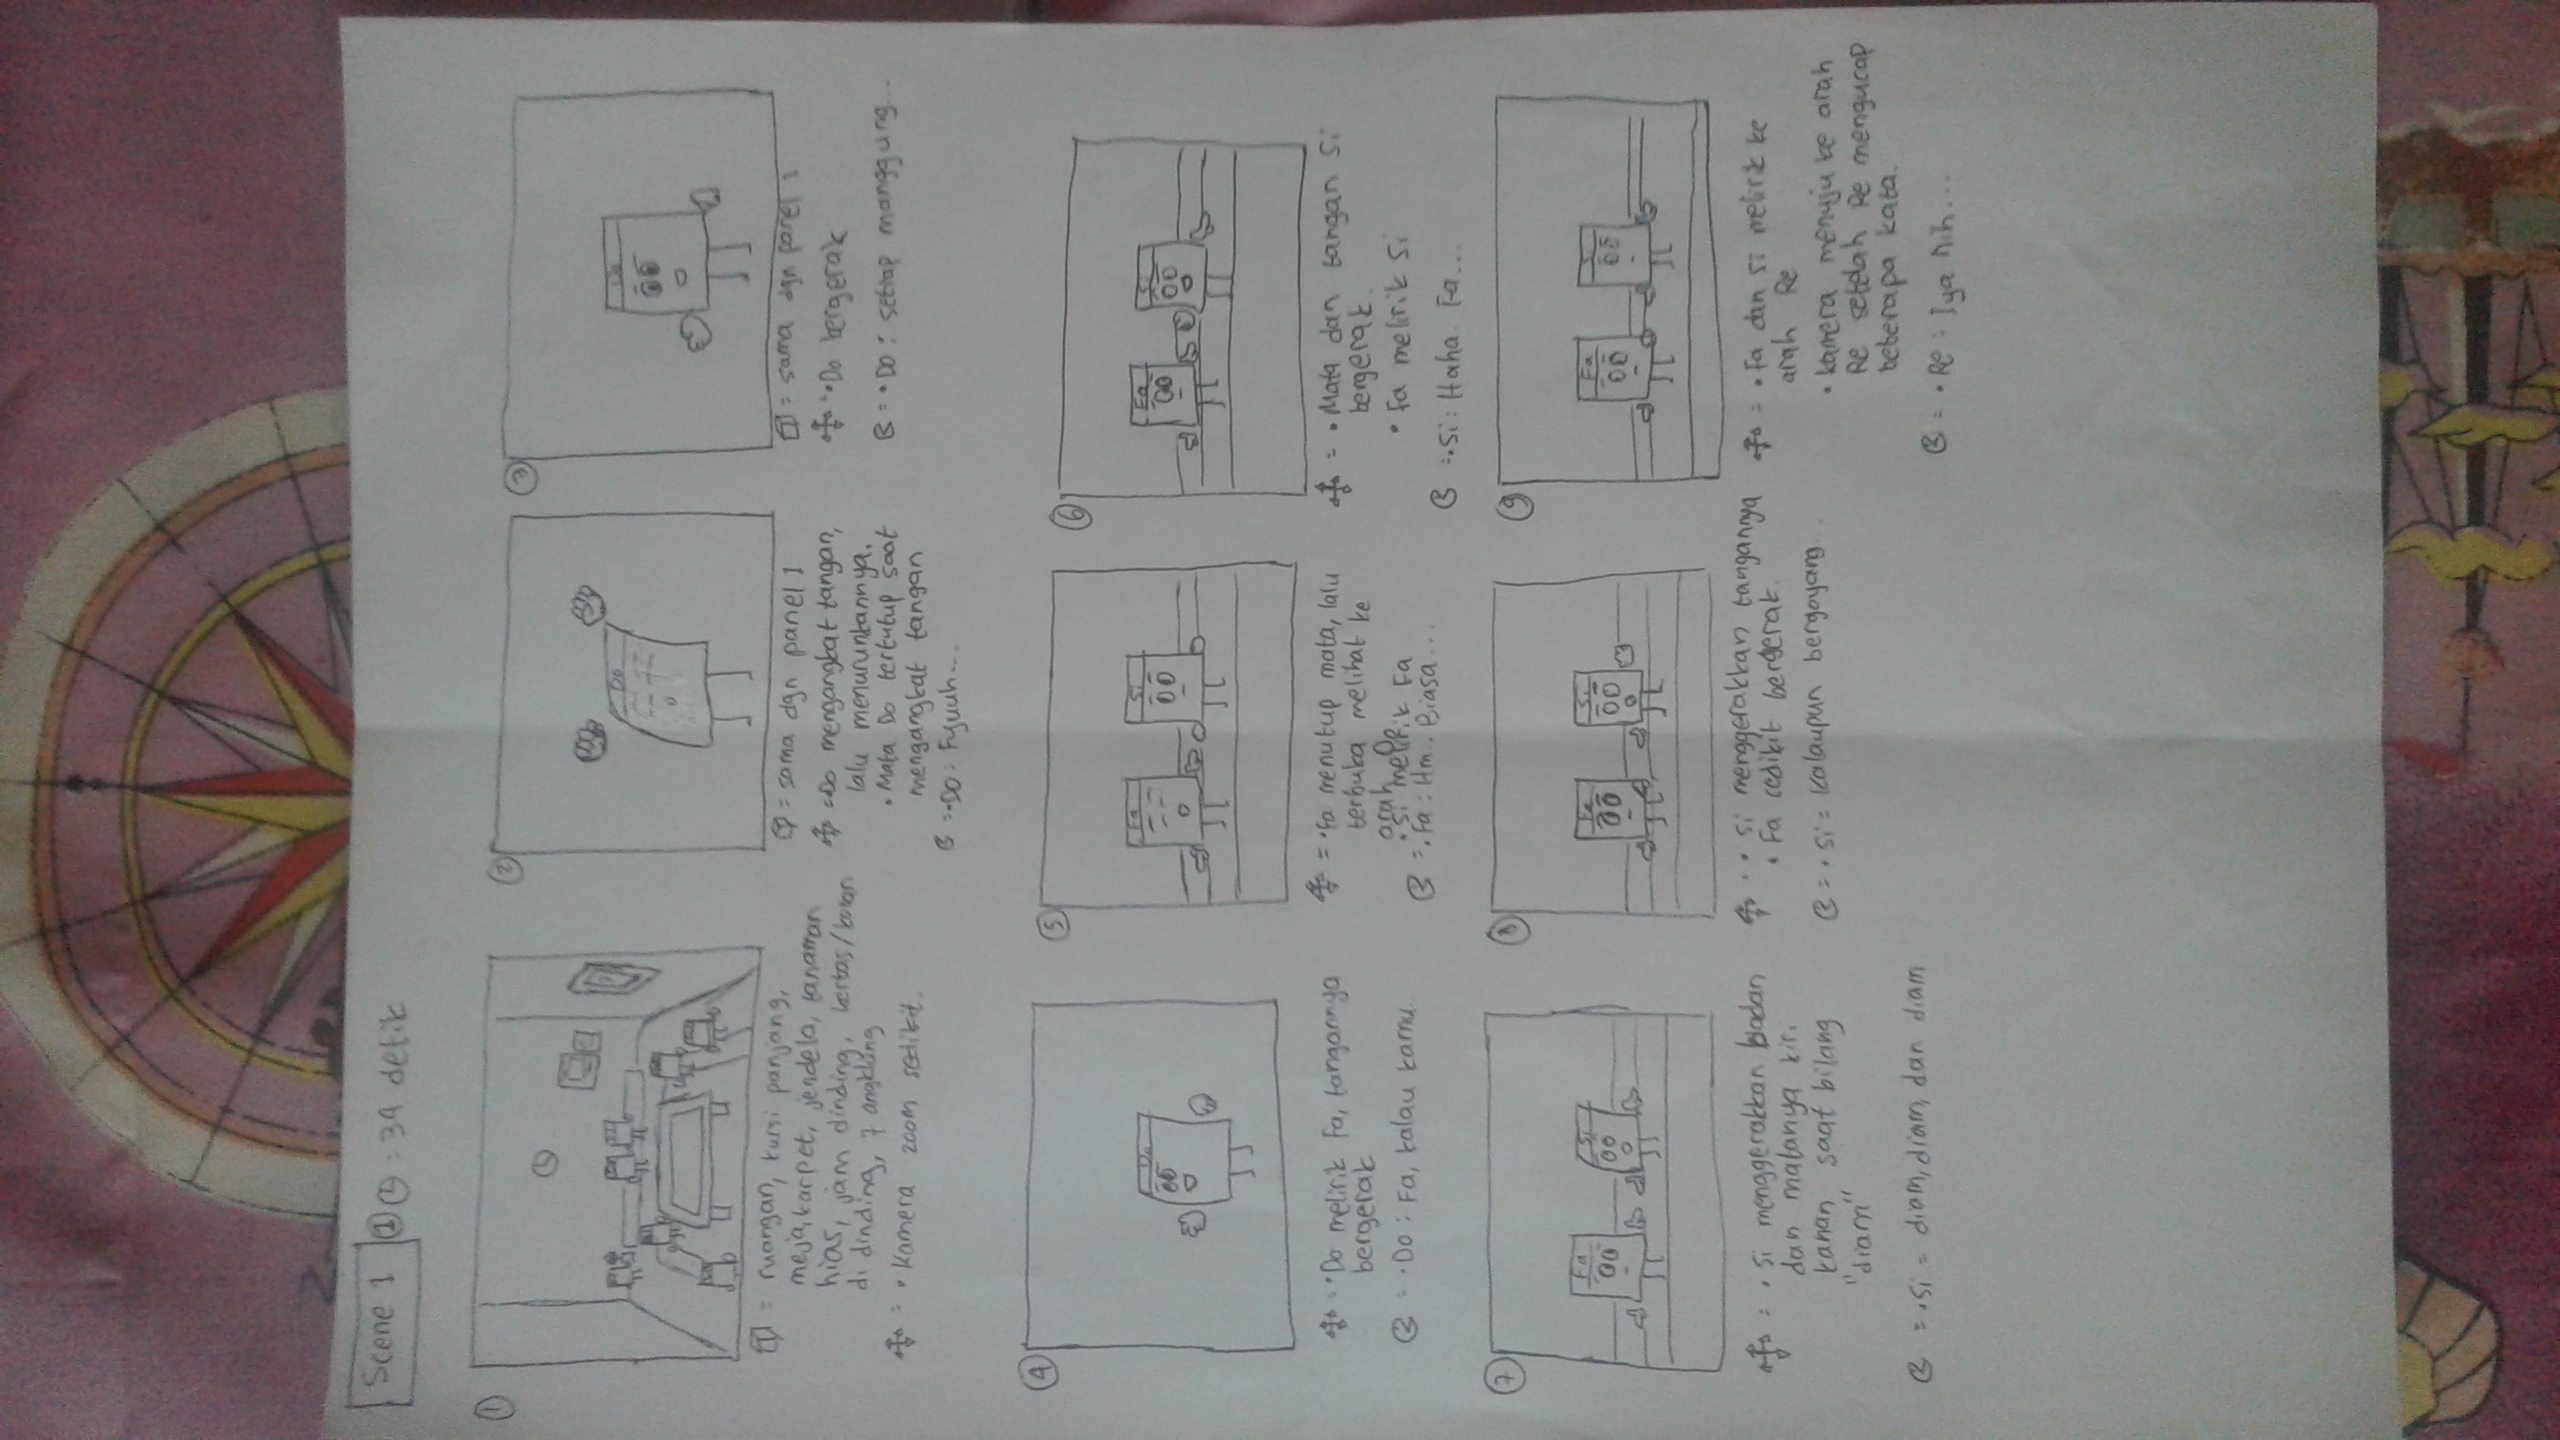 Scene 1 ① = 34 detik
①
= ruangan, kursi panjang,
meja, karpet, jendela, tanaman
hias, jam dinding, kertas/koran
di dinding, 7 angklung
= • Kamera zoom sedikit.
②
Do
= sama dgn panel 1
= Do mengangkat tangan,
lalu menurunkannya.
• Mata Do tertutup saat
mengangkat tangan
= • Do : Fyuuh...
③
Do
= sama dgn panel 1
= • Do bergerak
= • Do : setiap manggung...
④
Do
= • Do melirik Fa, tangannya
bergerak
= • Do : Fa, kalau kamu..
⑤
Fa Si
= • Fa menutup mata, lalu
terbuka melihat ke
arah Do
• Si melirik Fa
= • Fa : Hm.. Biasa...
⑥
Fa Si
= • Mata dan tangan Si
bergerak.
• Fa melirik Si
= • Si : Haha. Fa...
⑦
Fa Si
= • Si menggerakkan badan
dan matanya kiri
kanan saat bilang
"diam"
= • Si = diam, diam, dan diam
⑧
Fa Si
• Si menggerakkan tangannya
• Fa sedikit bergerak.
= • Si = Kalaupun bergoyang...
⑨
Fa Si
= • Fa dan Si melirik ke
arah Re
• kamera menuju ke arah
Re setelah Re mengucap
beberapa kata.
= • Re : Iya nih...